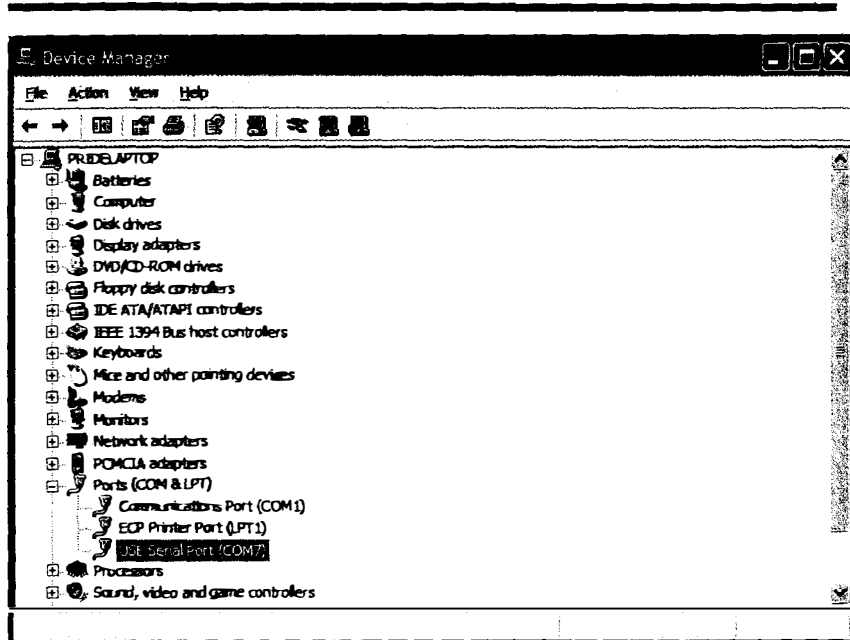 Device Manager
File Action View Help
PRIDELAPTOP
Batteries
Computer
Disk drives
Display adapters
DVD/CD-ROM drives
Floppy disk controllers
IDE ATA/ATAPI controllers
IEEE 1394 Bus host controllers
Keyboards
Mice and other pointing devices
Modems
Monitors
Network adapters
PCMCIA adapters
Ports (COM & LPT)
Communications Port (COM1)
ECP Printer Port (LPT1)
USB Serial Port (COM7)
Processors
Sound, video and game controllers